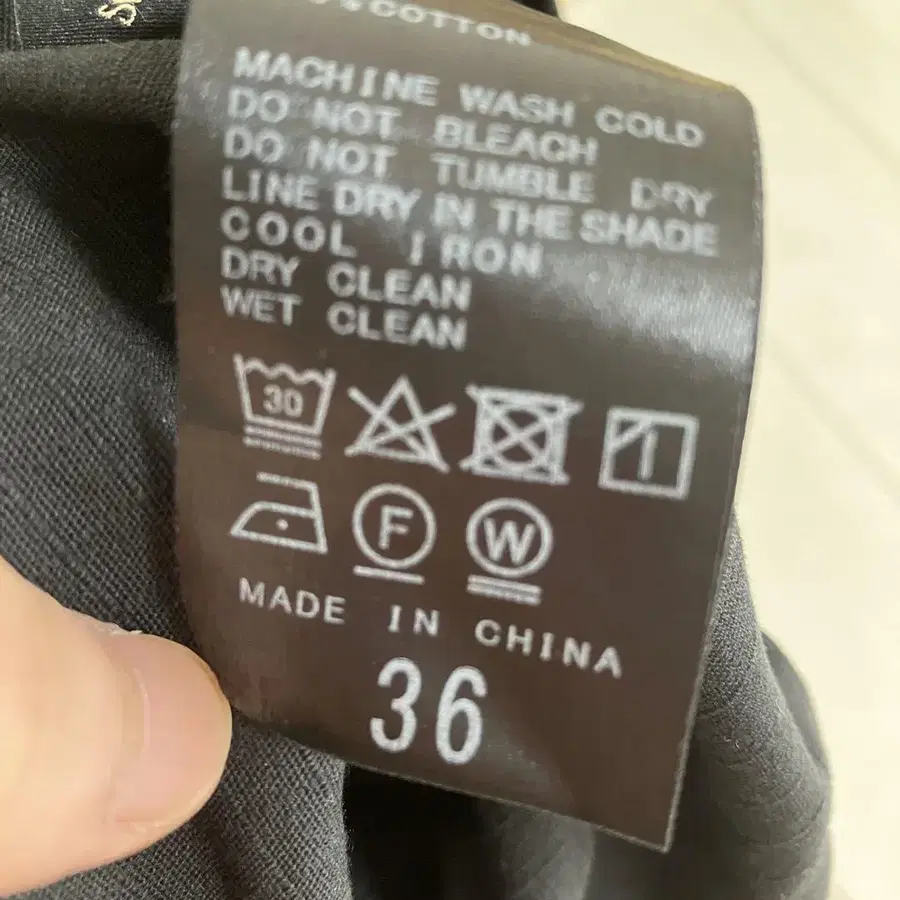 COTTON
MACHINE WASH COLD
DO NOT BLEACH
DO NOT TUMBLE DRY
LINE DRY IN THE SHADE
COOL IRON
DRY CLEAN
WET CLEAN
30
F W
MADE IN CHINA
36